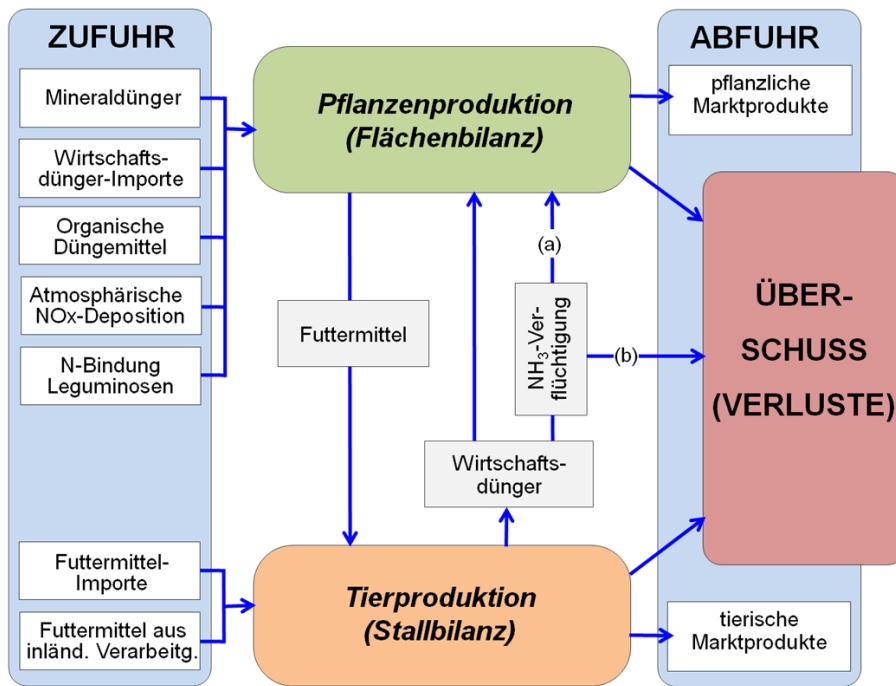 ZUFUHR
Mineraldünger
Wirtschafts-
dünger-Importe
Organische
Düngemittel
Atmosphärische
NOx-Deposition
N-Bindung
Leguminosen
Futtermittel-
Importe
Futtermittel aus
inländ. Verarbeitg.
Pflanzenproduktion
(Flächenbilanz)
Futtermittel
(a)
NH₃-Ver-
flüchtigung
(b)
Wirtschafts-
dünger
Tierproduktion
(Stallbilanz)
ABFUHR
pflanzliche
Marktprodukte
ÜBER-
SCHUSS
(VERLUSTE)
tierische
Marktprodukte